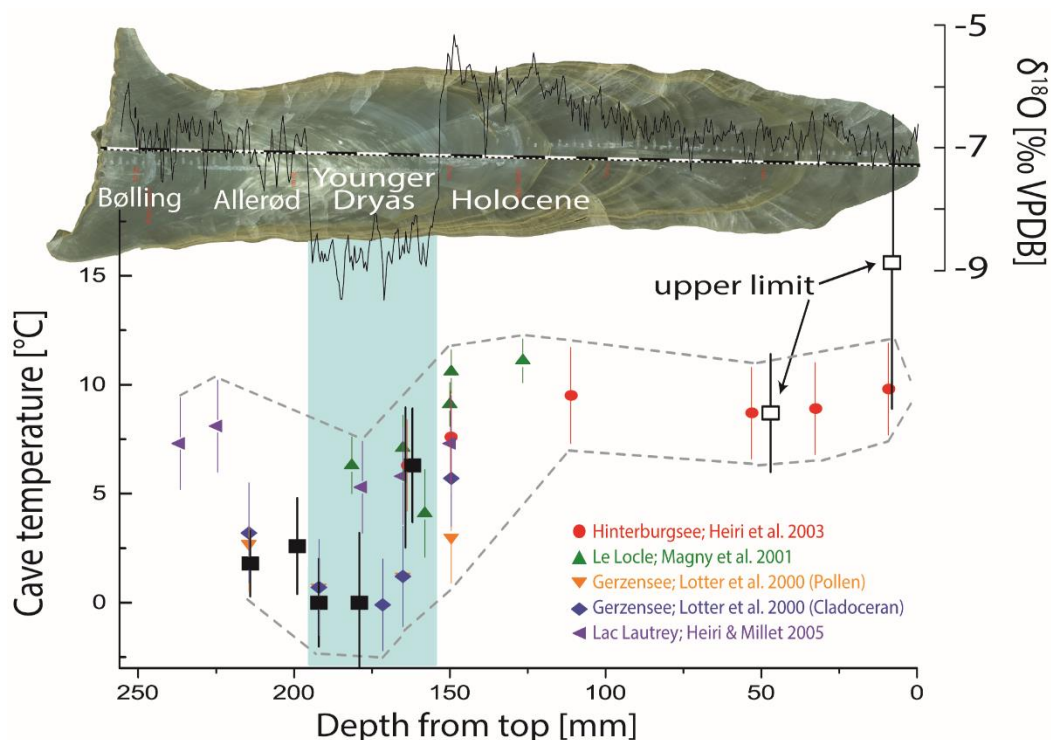 -5
-7
-9
δ18O [‰ VPDB]
Bølling
Allerød
Younger
Dryas
Holocene
upper limit
15
10
5
0
Cave temperature [°C]
Hinterburgsee; Heiri et al. 2003
Le Locle; Magny et al. 2001
Gerzensee; Lotter et al. 2000 (Pollen)
Gerzensee; Lotter et al. 2000 (Cladoceran)
Lac Lautrey; Heiri & Millet 2005
250 200 150 100 50 0
Depth from top [mm]